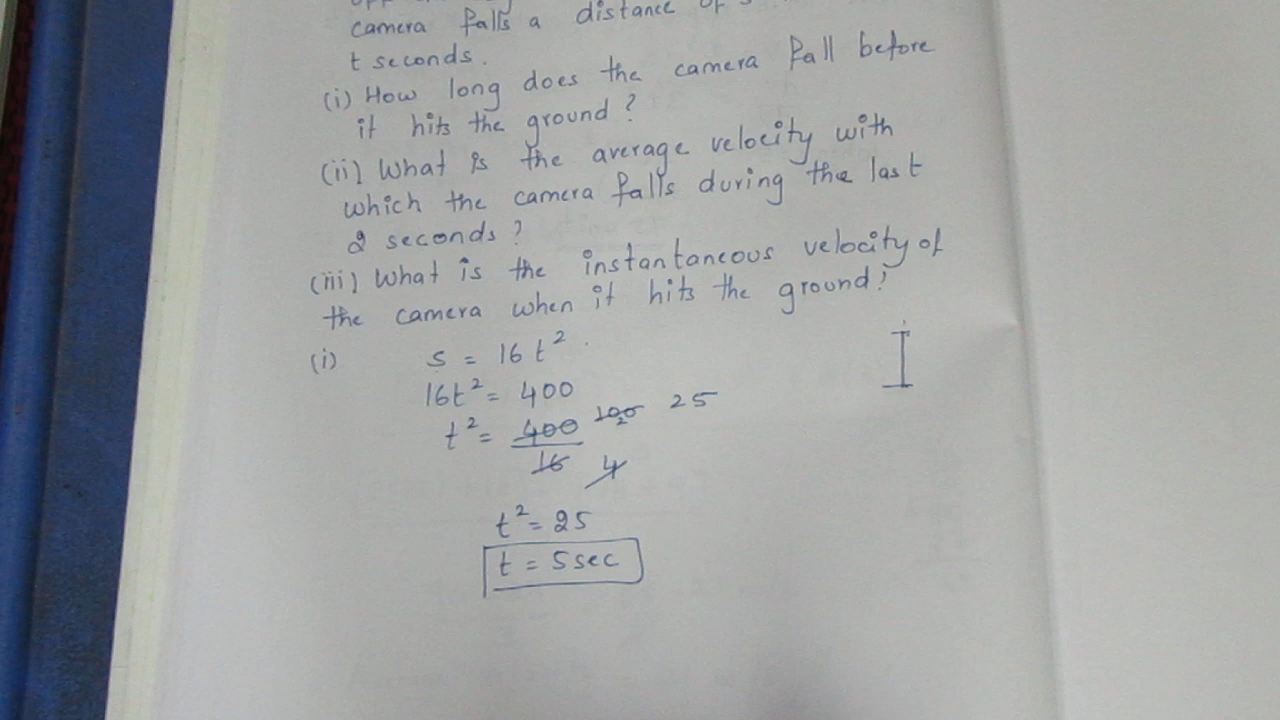 camera falls a distance of
t seconds.
(i) How long does the camera fall before
it hits the ground?
(ii) What is the average velocity with
which the camera falls during the last
2 seconds?
(iii) What is the instantaneous velocity of
the camera when it hits the ground?
(i) s = 16t²
16t² = 400
t² = 400/16 100 25
4
t² = 25
t = 5sec